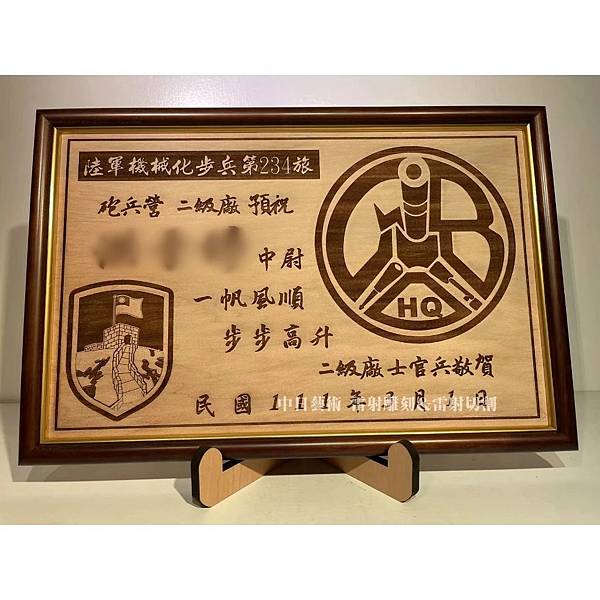 陸軍機械化步兵第234旅
砲兵營 二級廠 預祝
中尉
一帆風順
步步高升
B
HQ
二級廠士官兵敬賀
民國111年 月1日
中日藝術 雷射雕刻&雷射切割